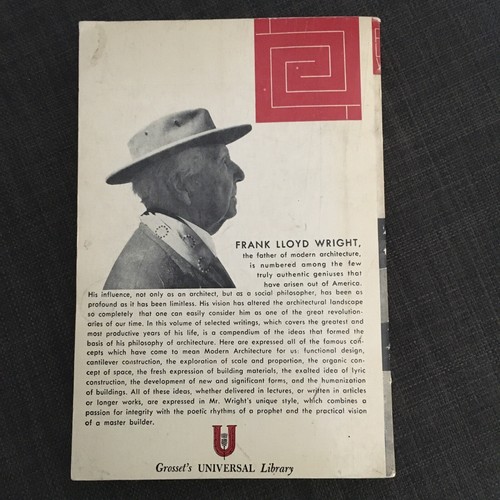 FRANK LLOYD WRIGHT,
the father of modern architecture,
is numbered among the few
truly authentic geniuses that
have arisen out of America.
His influence, not only as an architect, but as a social philosopher, has been as
profound as it has been limitless. His vision has altered the architectural landscape
so completely that one can easily consider him as one of the great revolution-
aries of our time. In this volume of selected writings, which covers the greatest and
most productive years of his life, is a compendium of the ideas that formed the
basis of his philosophy of architecture. Here are expressed all of the famous con-
cepts which have come to mean Modern Architecture for us: functional design,
cantilever construction, the exploration of scale and proportion, the organic con-
cept of space, the fresh expression of building materials, the exalted idea of lyric
construction, the development of new and significant forms, and the humanization
of buildings. All of these ideas, whether delivered in lectures, or written in articles
or longer works, are expressed in Mr. Wright's unique style, which combines a
passion for integrity with the poetic rhythms of a prophet and the practical vision
of a master builder.
U
Grosset's UNIVERSAL Library